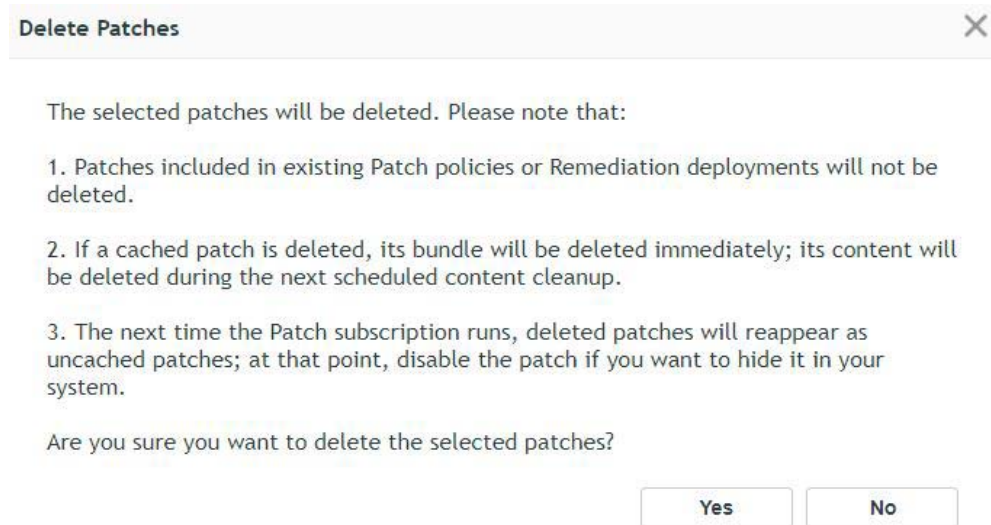 Delete Patches
The selected patches will be deleted. Please note that:
1. Patches included in existing Patch policies or Remediation deployments will not be
deleted.
2. If a cached patch is deleted, its bundle will be deleted immediately; its content will
be deleted during the next scheduled content cleanup.
3. The next time the Patch subscription runs, deleted patches will reappear as
uncached patches; at that point, disable the patch if you want to hide it in your
system.
Are you sure you want to delete the selected patches?
Yes No